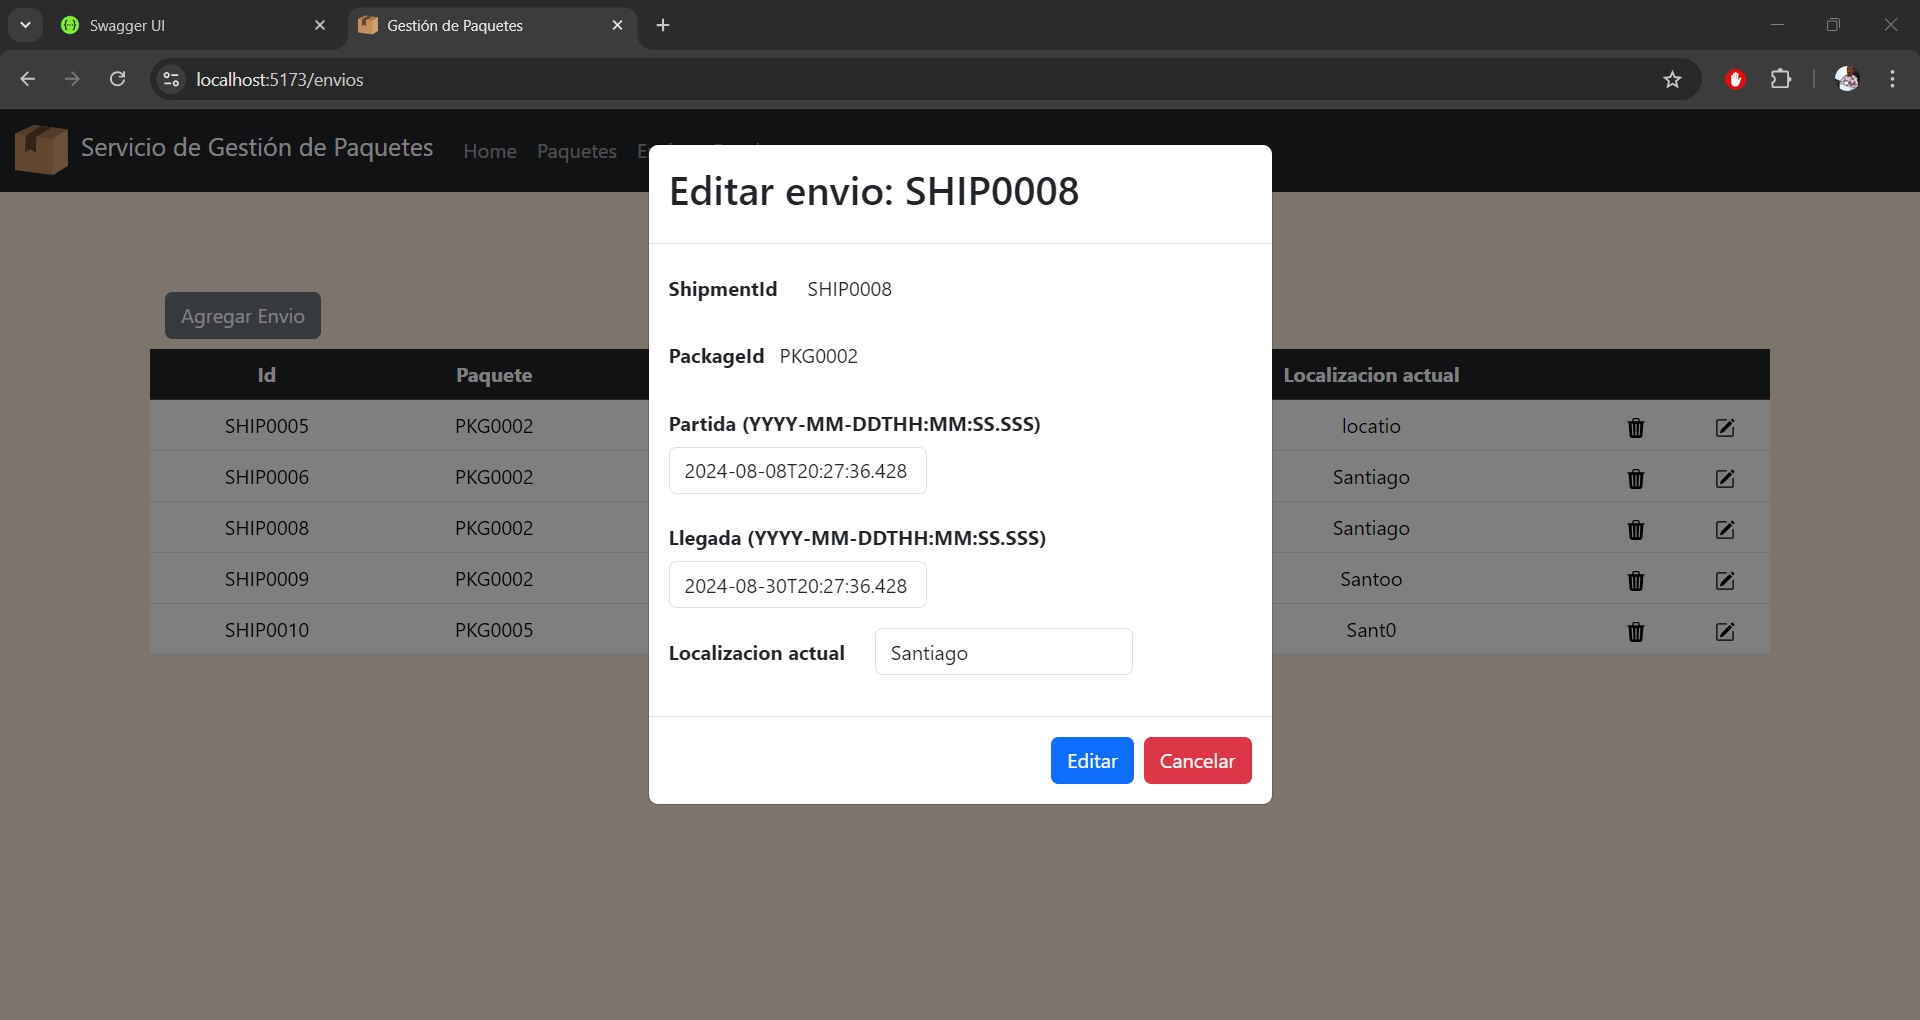 Swagger UI
Gestión de Paquetes
localhost:5173/envios
Servicio de Gestión de Paquetes
Home
Paquetes
Editar envio: SHIP0008
ShipmentId SHIP0008
PackageId PKG0002
Partida (YYYY-MM-DDTHH:MM:SS.SSS)
2024-08-08T20:27:36.428
Llegada (YYYY-MM-DDTHH:MM:SS.SSS)
2024-08-30T20:27:36.428
Localizacion actual Santiago
Editar Cancelar
Agregar Envio
Id Paquete Localizacion actual
SHIP0005 PKG0002 locatio
SHIP0006 PKG0002 Santiago
SHIP0008 PKG0002 Santiago
SHIP0009 PKG0002 Santoo
SHIP0010 PKG0005 Sant0